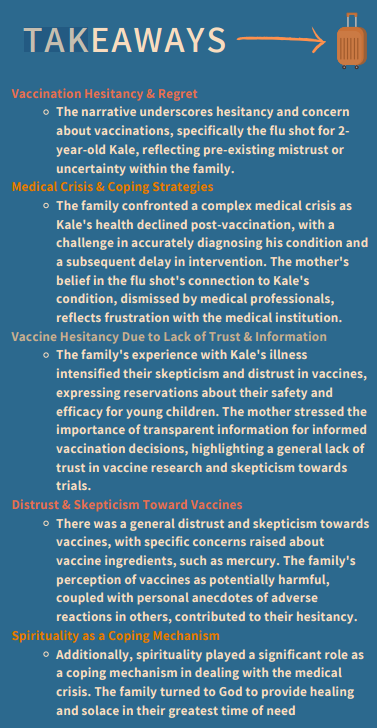 TAKEAWAYS
Vaccination Hesitancy & Regret
The narrative underscores hesitancy and concern
about vaccinations, specifically the flu shot for 2-
year-old Kale, reflecting pre-existing mistrust or
uncertainty within the family.
Medical Crisis & Coping Strategies
The family confronted a complex medical crisis as
Kale's health declined post-vaccination, with a
challenge in accurately diagnosing his condition and
a subsequent delay in intervention. The mother's
belief in the flu shot's connection to Kale's
condition, dismissed by medical professionals,
reflects frustration with the medical institution.
Vaccine Hesitancy Due to Lack of Trust & Information
The family's experience with Kale's illness
intensified their skepticism and distrust in vaccines,
expressing reservations about their safety and
efficacy for young children. The mother stressed the
importance of transparent information for informed
vaccination decisions, highlighting a general lack of
trust in vaccine research and skepticism towards
trials.
Distrust & Skepticism Toward Vaccines
There was a general distrust and skepticism towards
vaccines, with specific concerns raised about
vaccine ingredients, such as mercury. The family's
perception of vaccines as potentially harmful,
coupled with personal anecdotes of adverse
reactions in others, contributed to their hesitancy.
Spirituality as a Coping Mechanism
Additionally, spirituality played a significant role as
a coping mechanism in dealing with the medical
crisis. The family turned to God to provide healing
and solace in their greatest time of need